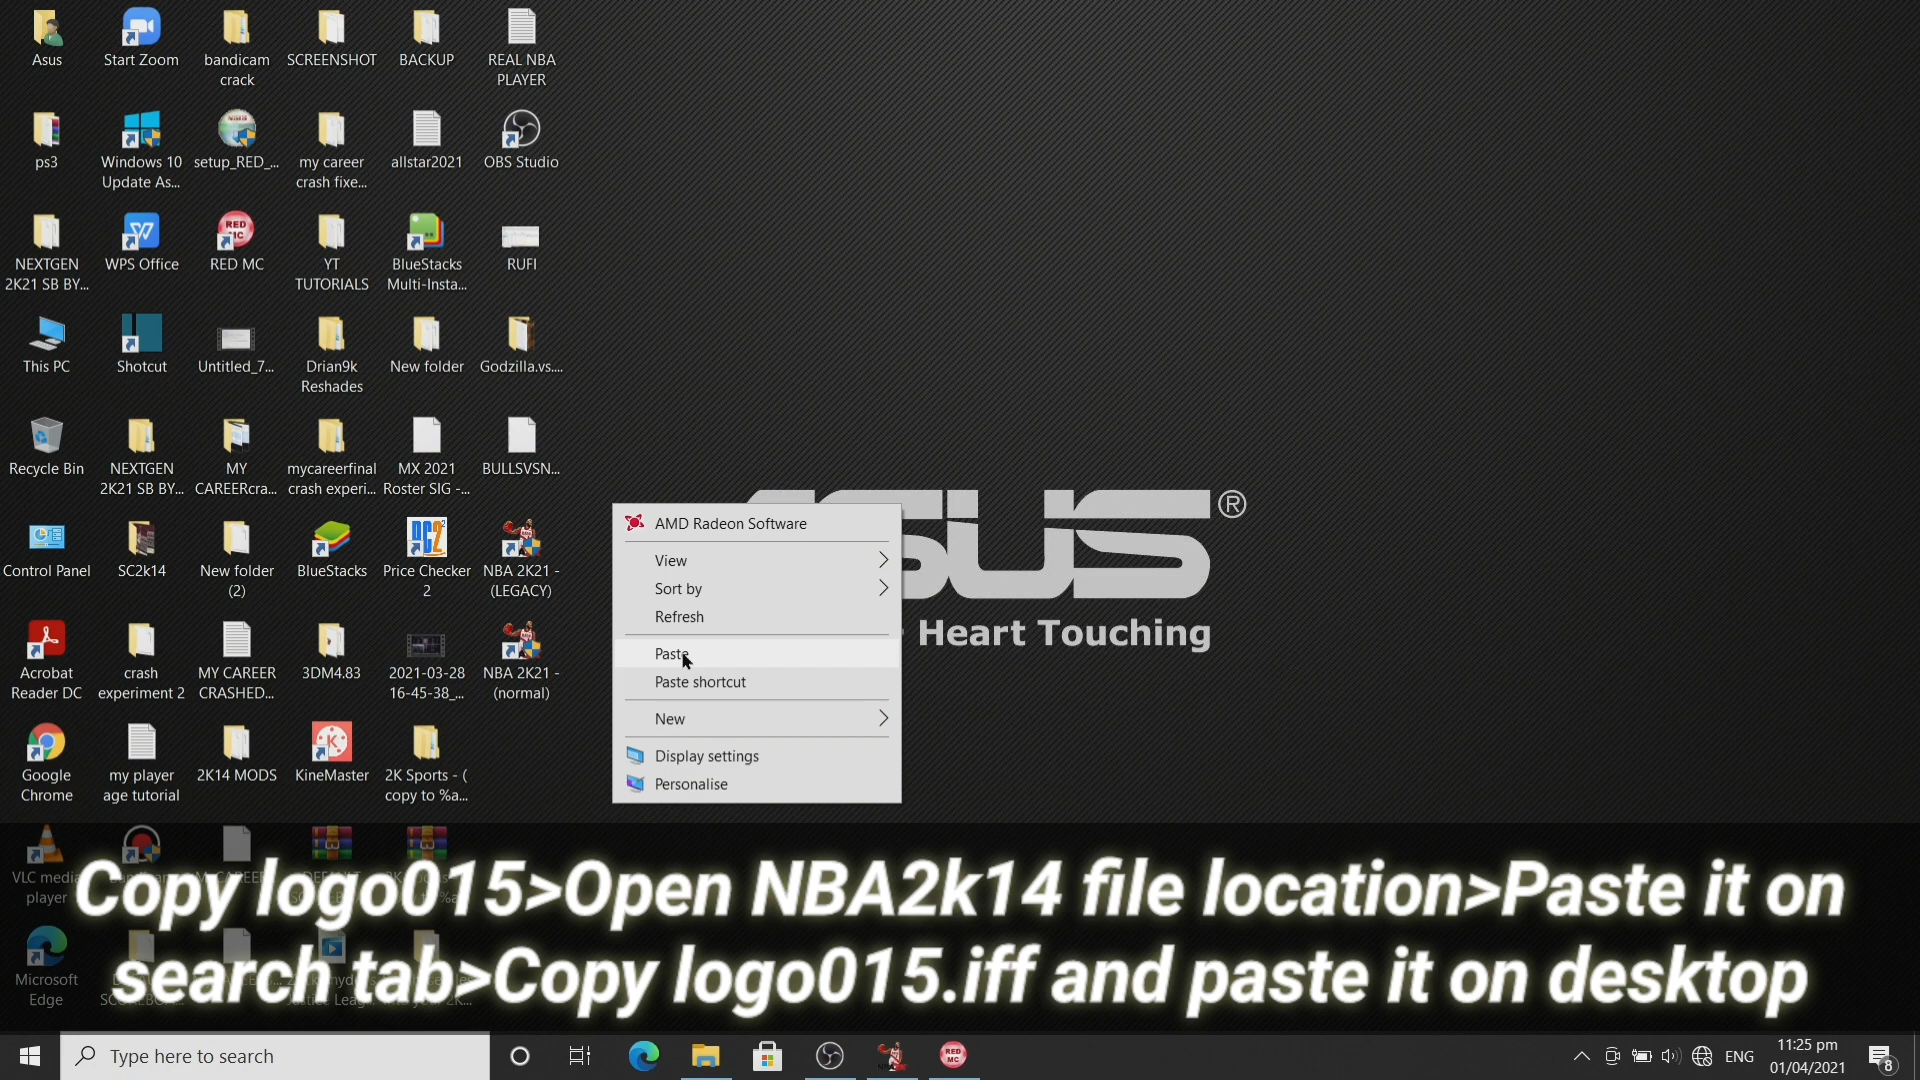 Asus
Start Zoom
bandicam
crack
SCREENSHOT
BACKUP
REAL NBA
PLAYER
ps3
Windows 10
Update As...
setup_RED_...
my career
crash fixe...
allstar2021
OBS Studio
NEXTGEN
2K21 SB BY...
WPS Office
RED MC
YT
TUTORIALS
BlueStacks
Multi-Insta...
RUFI
This PC
Shotcut
Untitled_7...
Drian9k
Reshades
New folder
Godzilla.vs....
Recycle Bin
NEXTGEN
2K21 SB BY...
MY
CAREERcra...
mycareerfinal
crash experi...
MX 2021
Roster SIG -...
BULLSVSN...
Control Panel
SC2k14
New folder
(2)
BlueStacks
Price Checker
2
NBA 2K21 -
(LEGACY)
Acrobat
Reader DC
crash
experiment 2
MY CAREER
CRASHED...
3DM4.83
2021-03-28
16-45-38_...
NBA 2K21 -
(normal)
Google
Chrome
my player
age tutorial
2K14 MODS
KineMaster
2K Sports - (
copy to %a...
VLC media
player
Microsoft
Edge
AMD Radeon Software
View
Sort by
Refresh
Paste
Paste shortcut
New
Display settings
Personalise
SUS®
Heart Touching
Copy logo015>Open NBA2k14 file location>Paste it on
search tab>Copy logo015.iff and paste it on desktop
Type here to search
RED
MC
ENG
11:25 pm
01/04/2021
8